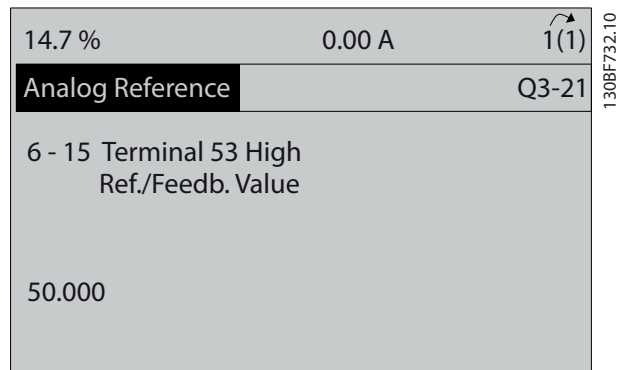 14.7 %	0.00 A	1(1)
Analog Reference	Q3-21
6 - 15 Terminal 53 High
Ref./Feedb. Value
50.000
130BF732.10